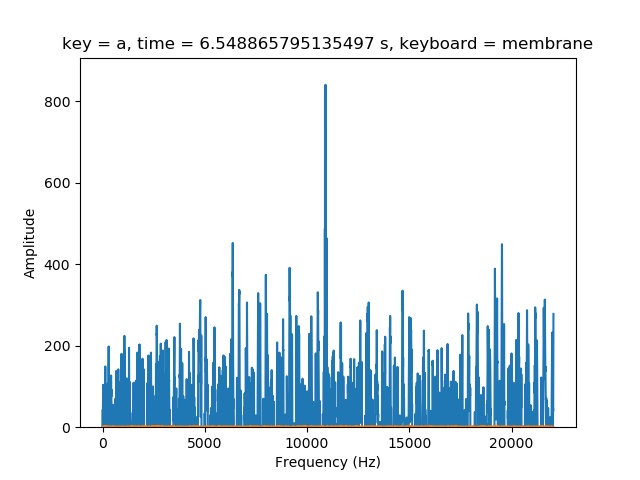 key = a, time = 6.548865795135497 s, keyboard = membrane
800
600
400
200
0
Amplitude
0 5000 10000 15000 20000
Frequency (Hz)